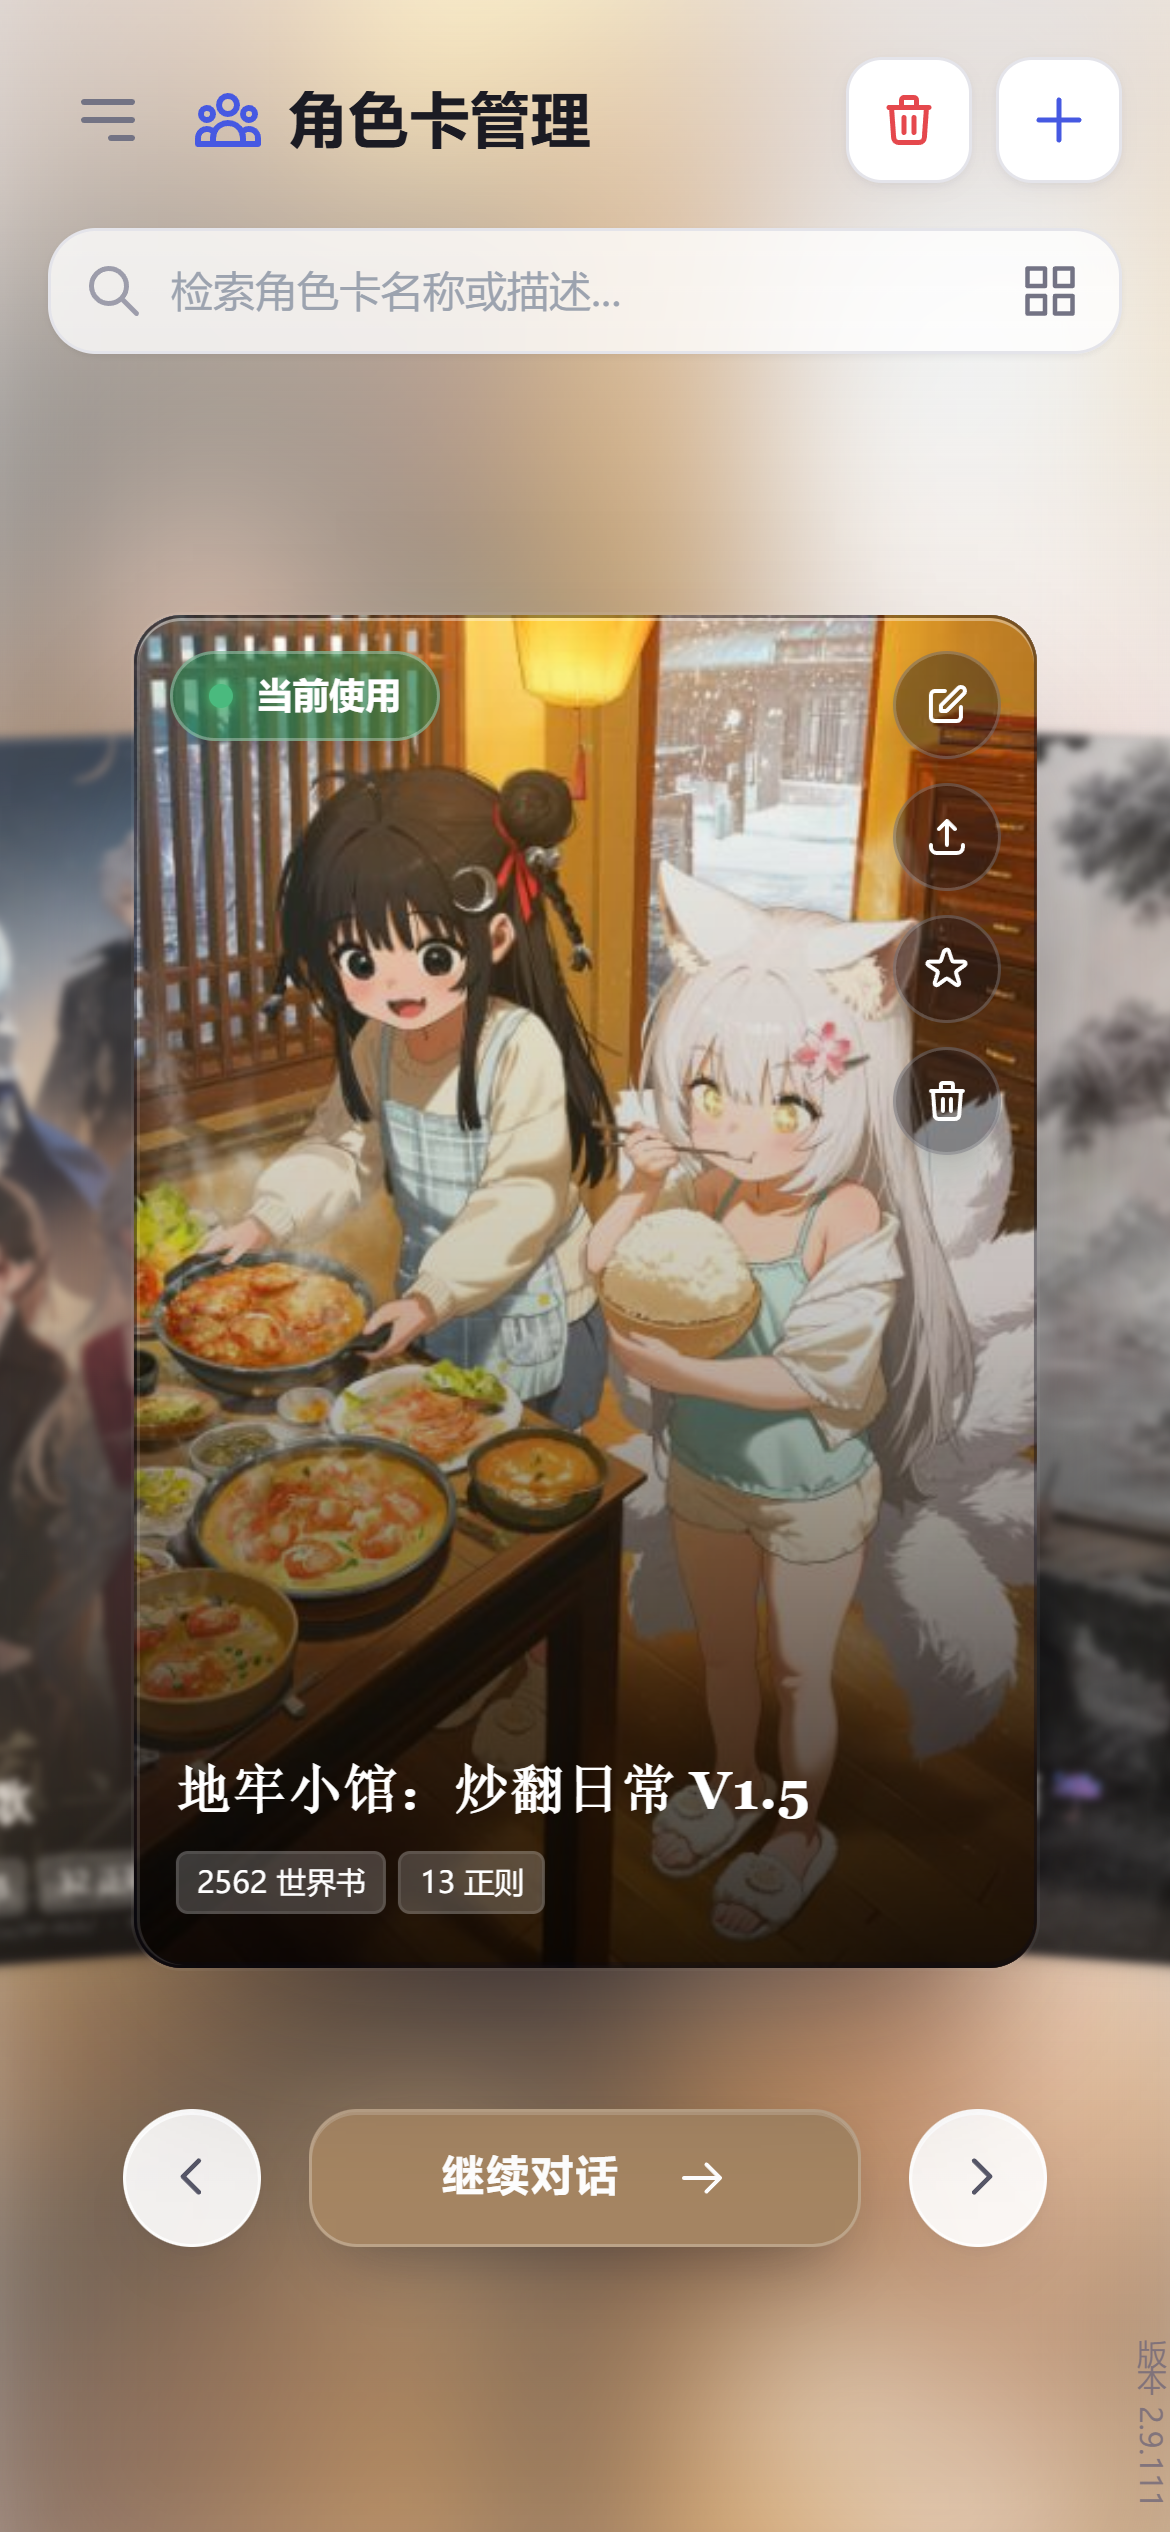 角色卡管理
检索角色卡名称或描述...
当前使用
地牢小馆：炒翻日常 V1.5
2562 世界书
13 正则
继续对话
版本 2.9.111